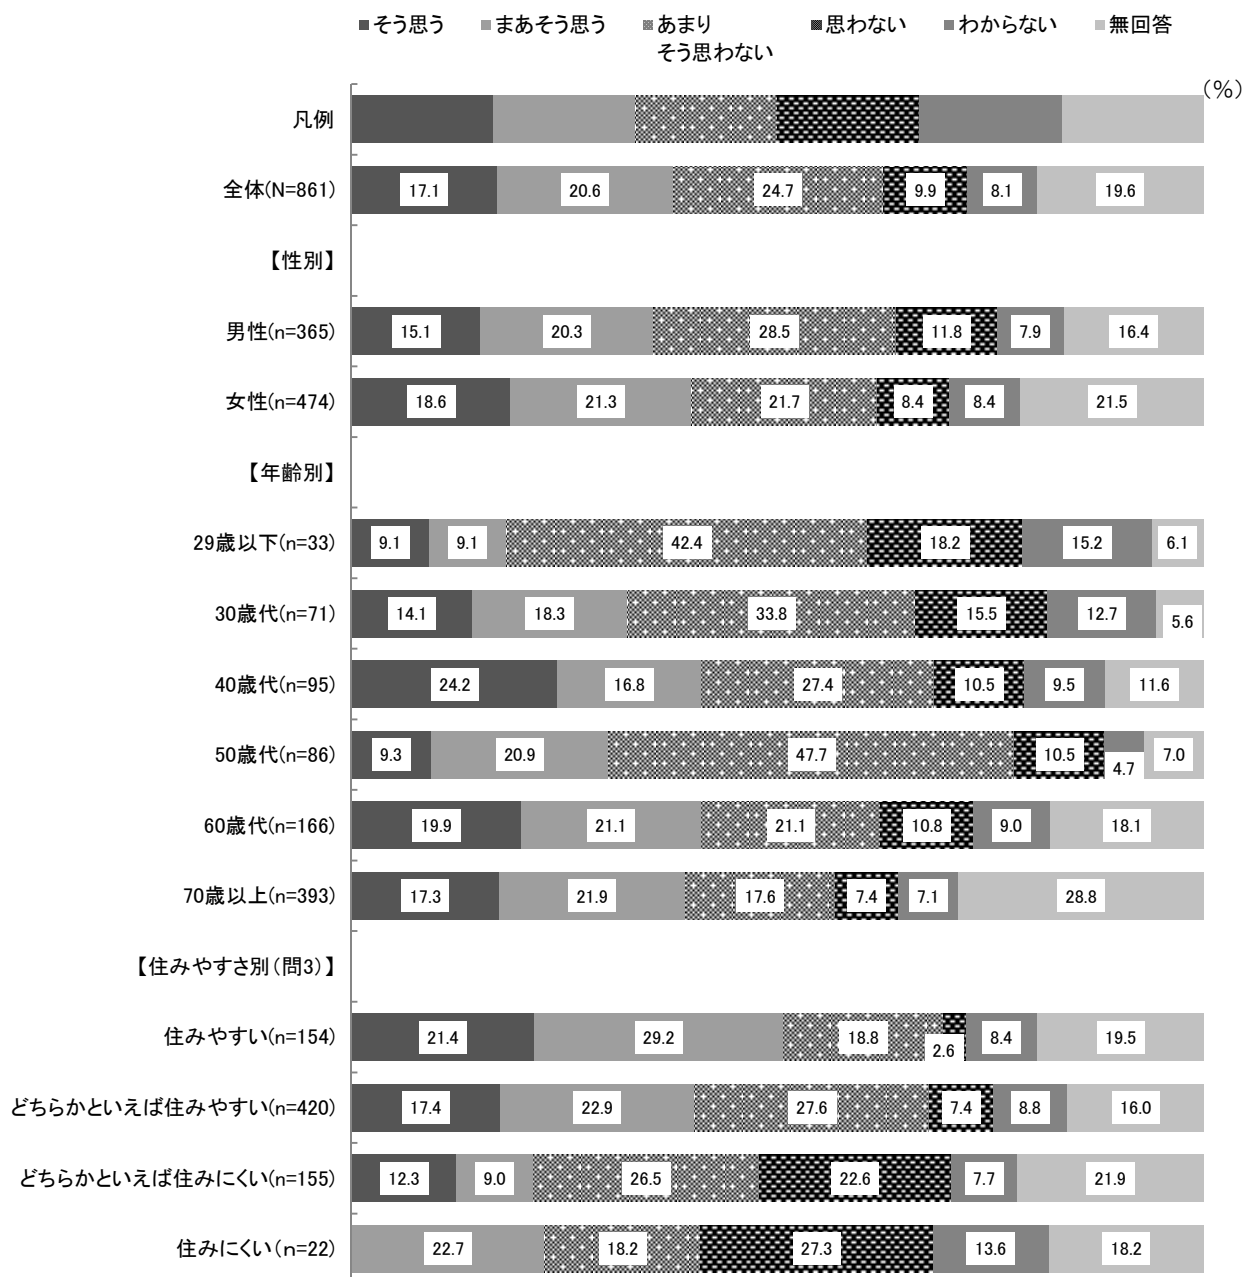 ■そう思う ■まあそう思う ■あまり ■思わない ■わからない ■無回答
そう思わない
(%)
凡例
全体(N=861) 17.1 20.6 24.7 9.9 8.1 19.6
【性別】
男性(n=365) 15.1 20.3 28.5 11.8 7.9 16.4
女性(n=474) 18.6 21.3 21.7 8.4 8.4 21.5
【年齢別】
29歳以下(n=33) 9.1 9.1 42.4 18.2 15.2 6.1
30歳代(n=71) 14.1 18.3 33.8 15.5 12.7 5.6
40歳代(n=95) 24.2 16.8 27.4 10.5 9.5 11.6
50歳代(n=86) 9.3 20.9 47.7 10.5 4.7 7.0
60歳代(n=166) 19.9 21.1 21.1 10.8 9.0 18.1
70歳以上(n=393) 17.3 21.9 17.6 7.4 7.1 28.8
【住みやすさ別（問3）】
住みやすい(n=154) 21.4 29.2 18.8 2.6 8.4 19.5
どちらかといえば住みやすい(n=420) 17.4 22.9 27.6 7.4 8.8 16.0
どちらかといえば住みにくい(n=155) 12.3 9.0 26.5 22.6 7.7 21.9
住みにくい(n=22) 22.7 18.2 27.3 13.6 18.2